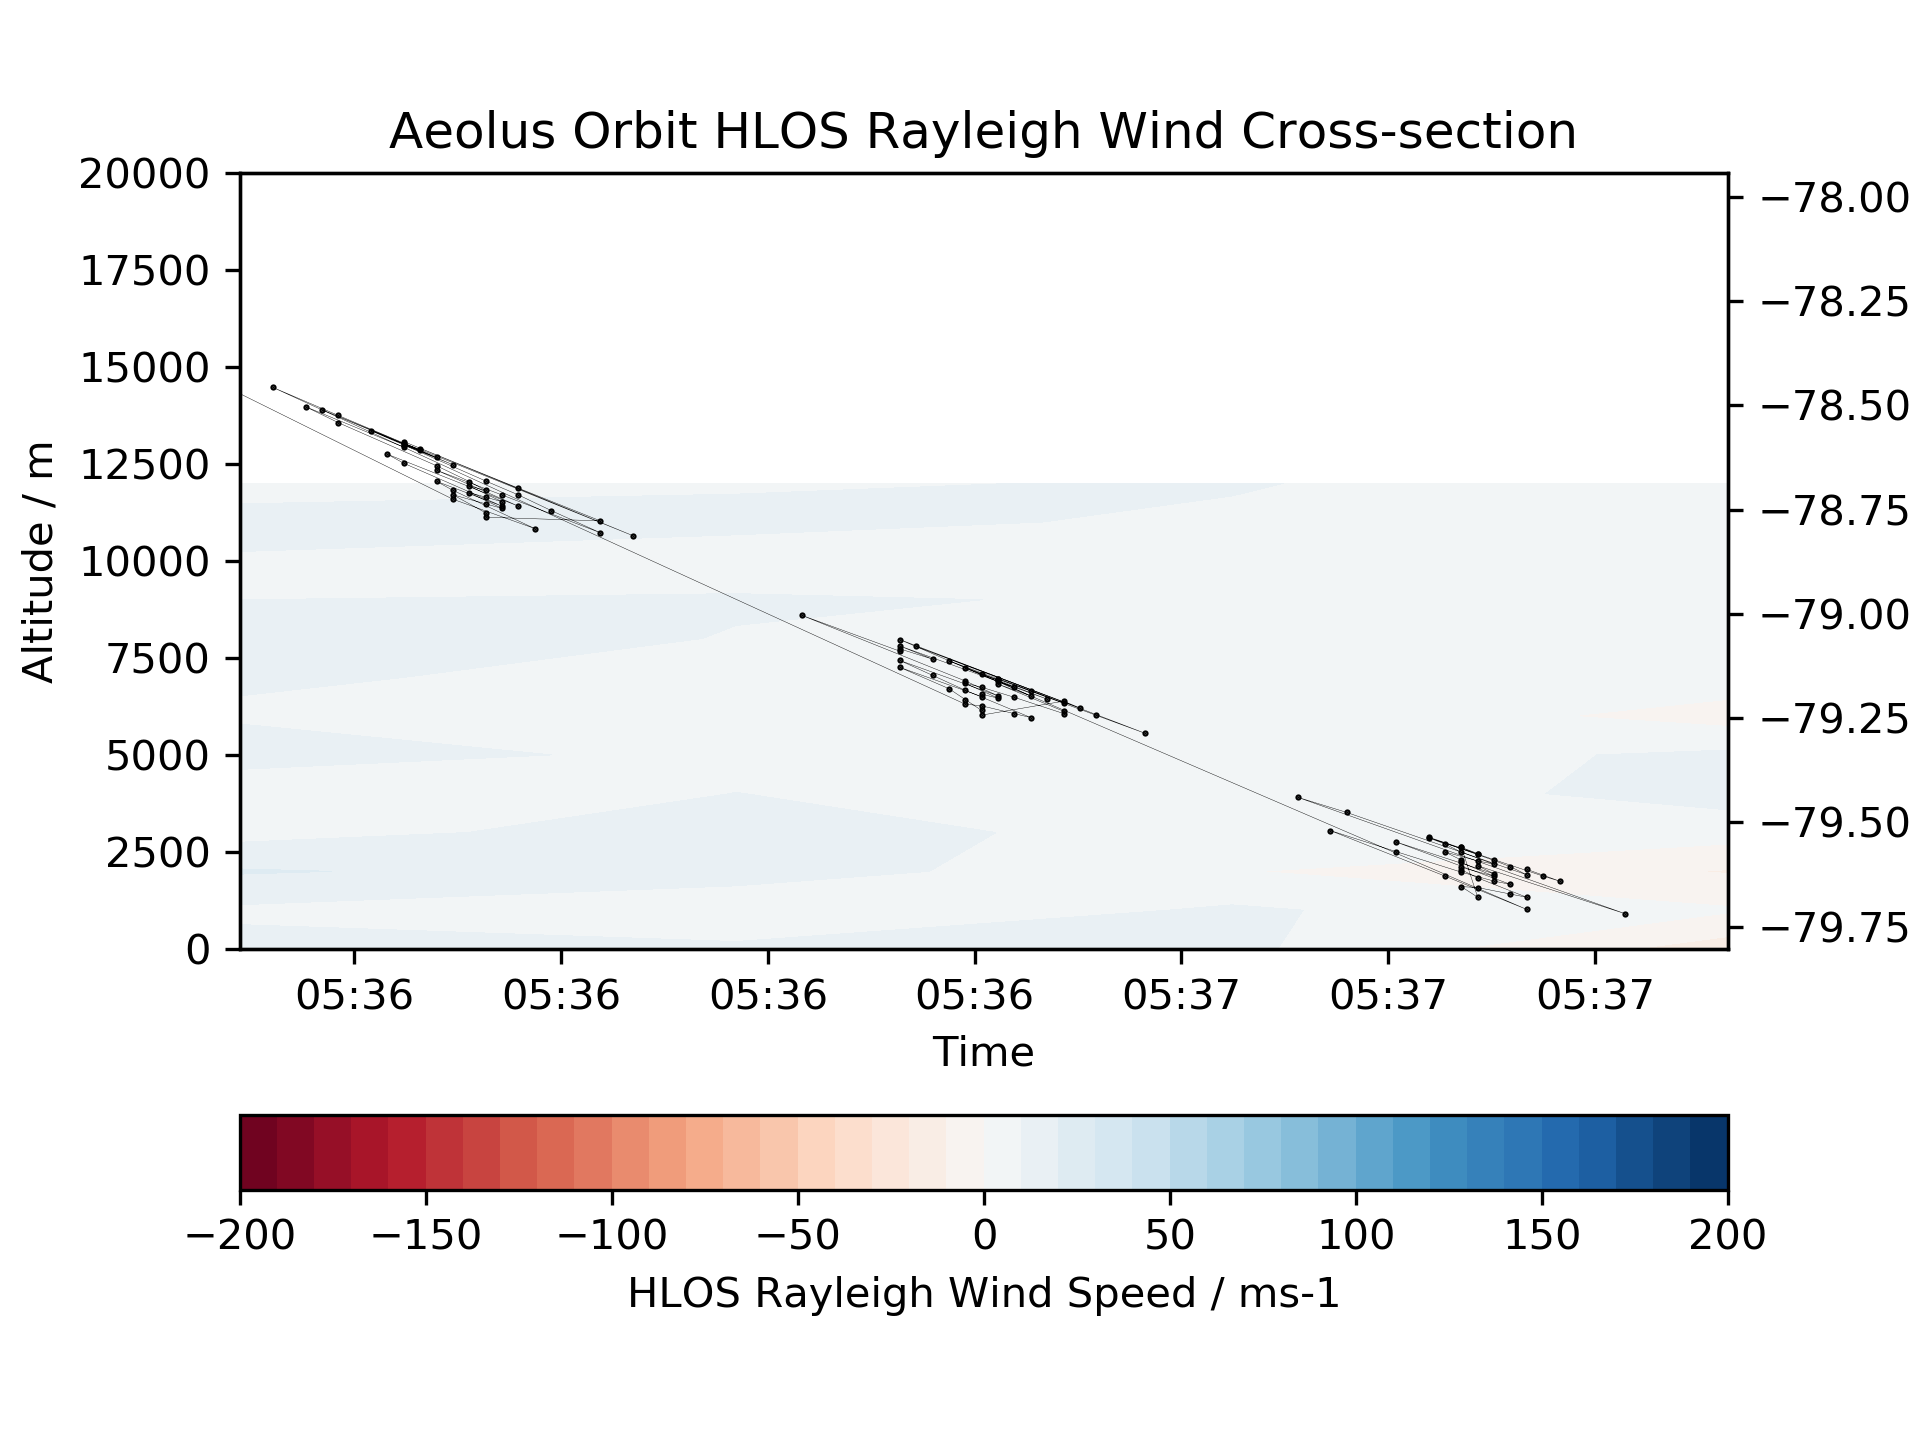 Aeolus Orbit HLOS Rayleigh Wind Cross-section
20000
17500
15000
12500
10000
7500
5000
2500
0
Altitude / m
−78.00
−78.25
−78.50
−78.75
−79.00
−79.25
−79.50
−79.75
05:36 05:36 05:36 05:36 05:37 05:37 05:37
Time
−200 −150 −100 −50 0 50 100 150 200
HLOS Rayleigh Wind Speed / ms-1